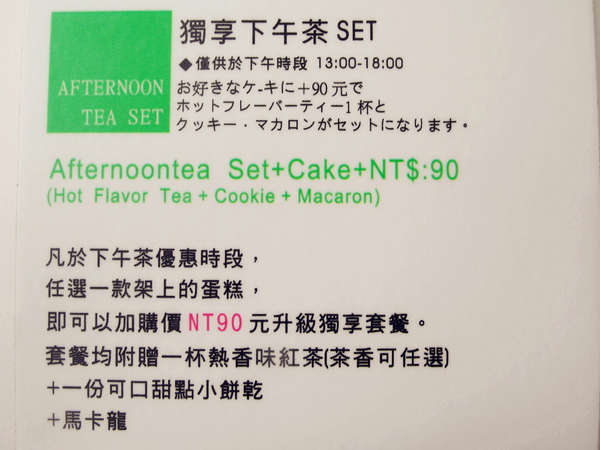 AFTERNOON
TEA SET
獨享下午茶 SET
◆僅供於下午時段 13:00-18:00
お好きなケ-キに＋90 元で
ホットフレーバーティー1 杯と
クッキー・マカロンがセットになります。
Afternoontea Set+Cake+NT$:90
(Hot Flavor Tea + Cookie + Macaron)
凡於下午茶優惠時段，
任選一款架上的蛋糕，
即可以加購價 NT90 元升級獨享套餐。
套餐均附贈一杯熱香味紅茶(茶香可任選)
+一份可口甜點小餅乾
+馬卡龍